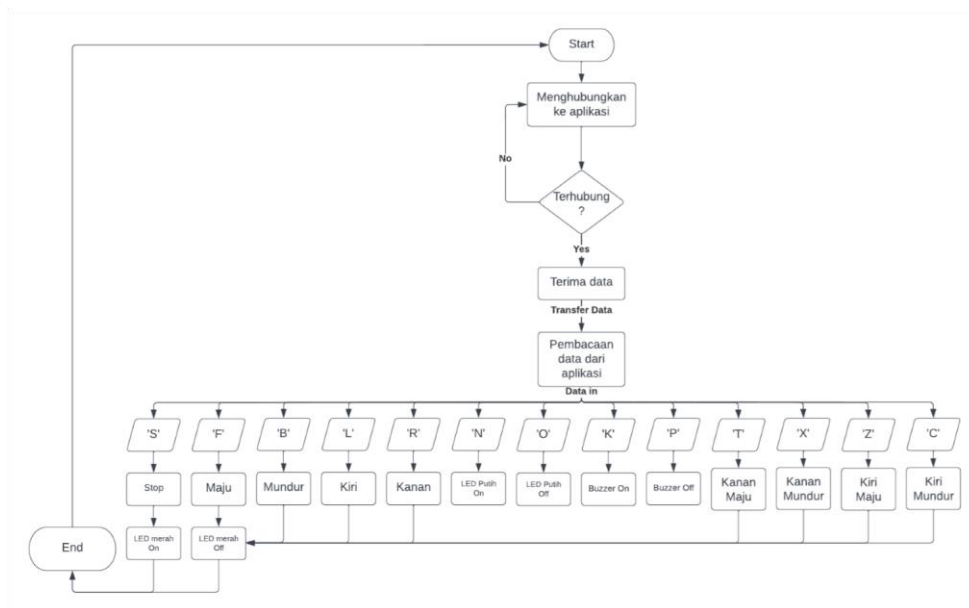 Start
Menghubungkan
ke aplikasi
No
Terhubung
?
Yes
Terima data
Transfer Data
Pembacaan
data dari
aplikasi
Data in
'S'
'F'
'B'
'L'
'R'
'N'
'O'
'K'
'P'
'T'
'X'
'Z'
'C'
Stop
Maju
Mundur
Kiri
Kanan
LED Putih
On
LED Putih
Off
Buzzer On
Buzzer Off
Kanan
Maju
Kanan
Mundur
Kiri
Maju
Kiri
Mundur
End
LED merah
On
LED merah
Off